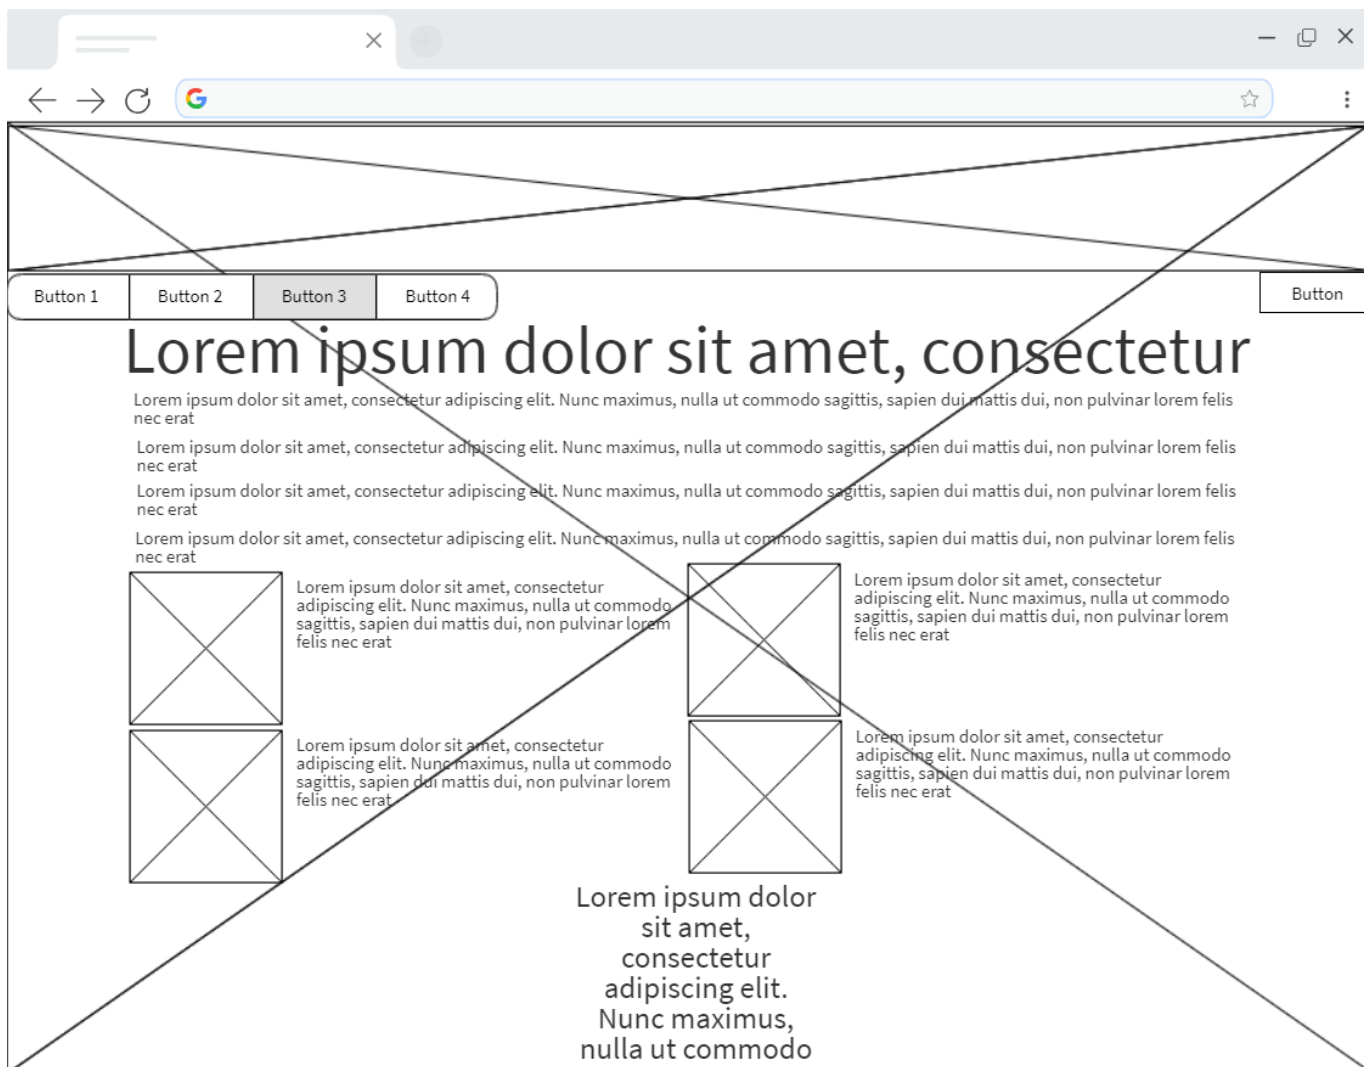 Button 1
Button 2
Button 3
Button 4
Button
Lorem ipsum dolor sit amet, consectetur
Lorem ipsum dolor sit amet, consectetur adipiscing elit. Nunc maximus, nulla ut commodo sagittis, sapien dui mattis dui, non pulvinar lorem felis
nec erat
Lorem ipsum dolor sit amet, consectetur adipiscing elit. Nunc maximus, nulla ut commodo sagittis, sapien dui mattis dui, non pulvinar lorem felis
nec erat
Lorem ipsum dolor sit amet, consectetur adipiscing elit. Nunc maximus, nulla ut commodo sagittis, sapien dui mattis dui, non pulvinar lorem felis
nec erat
Lorem ipsum dolor sit amet, consectetur adipiscing elit. Nunc maximus, nulla ut commodo sagittis, sapien dui mattis dui, non pulvinar lorem felis
nec erat
Lorem ipsum dolor sit amet, consectetur
adipiscing elit. Nunc maximus, nulla ut commodo
sagittis, sapien dui mattis dui, non pulvinar lorem
felis nec erat
Lorem ipsum dolor sit amet, consectetur
adipiscing elit. Nunc maximus, nulla ut commodo
sagittis, sapien dui mattis dui, non pulvinar lorem
felis nec erat
Lorem ipsum dolor sit amet, consectetur
adipiscing elit. Nunc maximus, nulla ut commodo
sagittis, sapien dui mattis dui, non pulvinar lorem
felis nec erat
Lorem ipsum dolor sit amet, consectetur
adipiscing elit. Nunc maximus, nulla ut commodo
sagittis, sapien dui mattis dui, non pulvinar lorem
felis nec erat
Lorem ipsum dolor
sit amet,
consectetur
adipiscing elit.
Nunc maximus,
nulla ut commodo